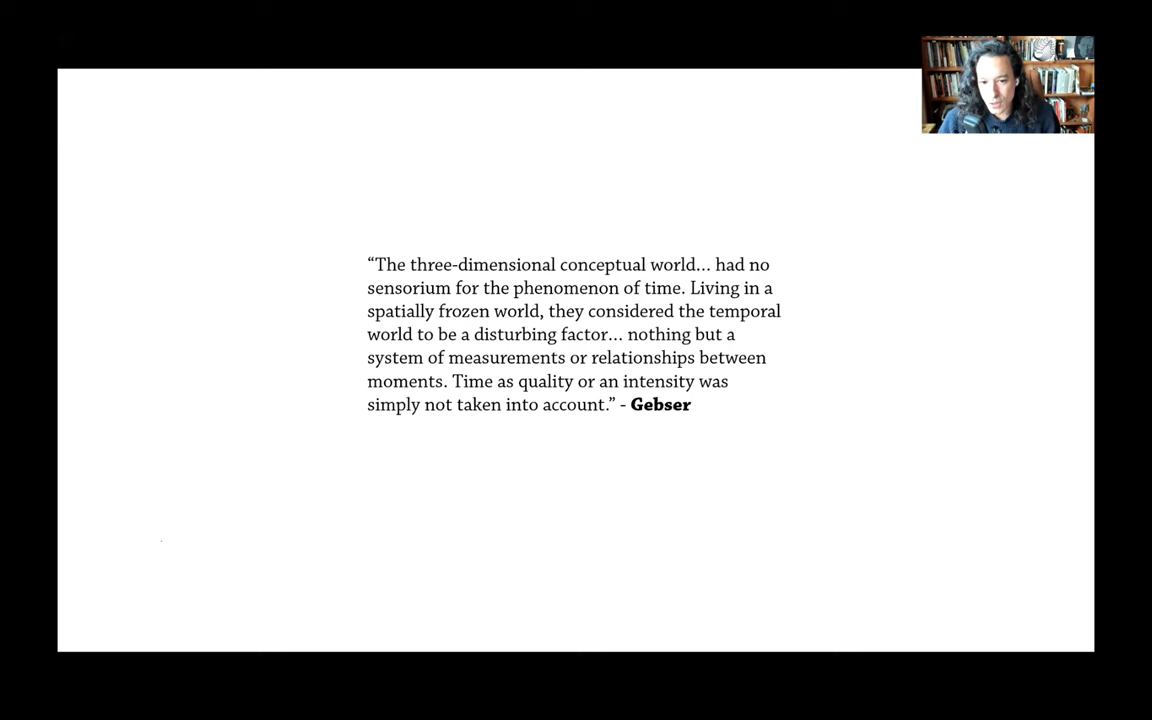 “The three-dimensional conceptual world... had no
sensorium for the phenomenon of time. Living in a
spatially frozen world, they considered the temporal
world to be a disturbing factor... nothing but a
system of measurements or relationships between
moments. Time as quality or an intensity was
simply not taken into account.” - Gebser